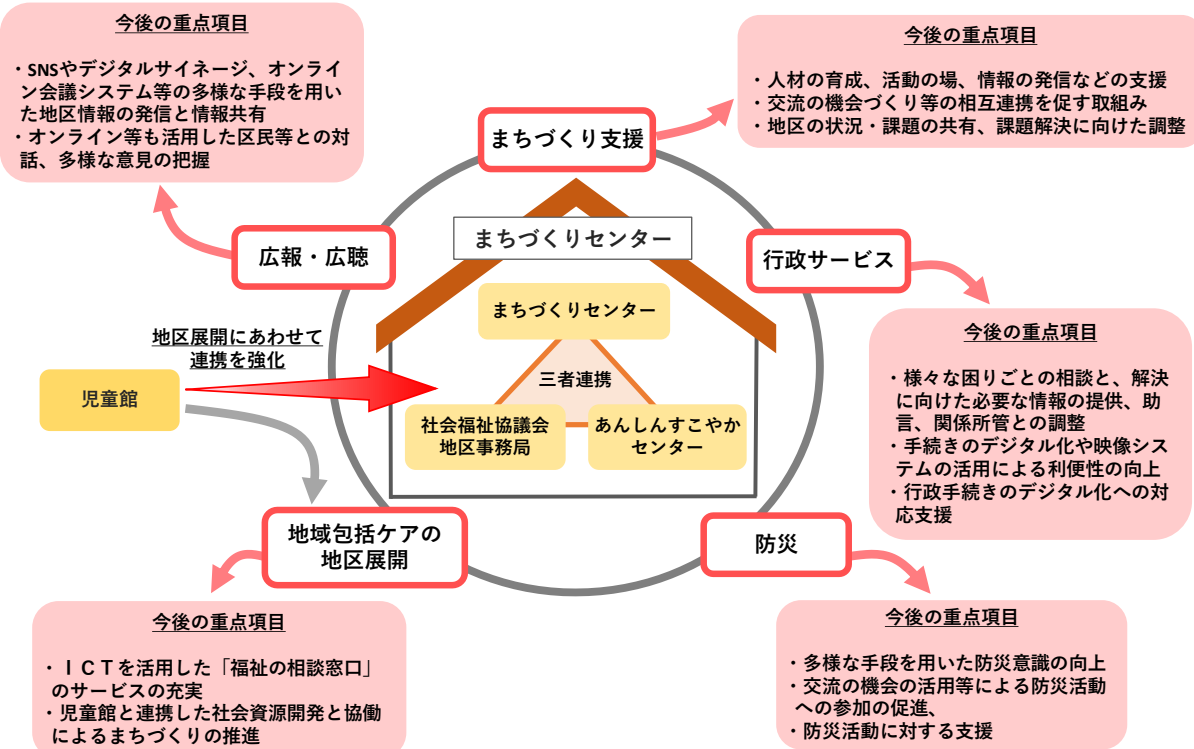 今後の重点項目
・SNSやデジタルサイネージ、オンライ
ン会議システム等の多様な手段を用い
た地区情報の発信と情報共有
・オンライン等も活用した区民等との対
話、多様な意見の把握
今後の重点項目
・人材の育成、活動の場、情報の発信などの支援
・交流の機会づくり等の相互連携を促す取組み
・地区の状況・課題の共有、課題解決に向けた調整
まちづくり支援
広報・広聴
まちづくりセンター
行政サービス
まちづくりセンター
三者連携
社会福祉協議会
地区事務局
あんしんすこやか
センター
地区展開にあわせて
連携を強化
児童館
今後の重点項目
・様々な困りごとの相談と、解決
に向けた必要な情報の提供、助
言、関係所管との調整
・手続きのデジタル化や映像シス
テムの活用による利便性の向上
・行政手続きのデジタル化への対
応支援
地域包括ケアの
地区展開
防災
今後の重点項目
・ＩＣＴを活用した「福祉の相談窓口」
のサービスの充実
・児童館と連携した社会資源開発と協働
によるまちづくりの推進
今後の重点項目
・多様な手段を用いた防災意識の向上
・交流の機会の活用等による防災活動
への参加の促進、
・防災活動に対する支援